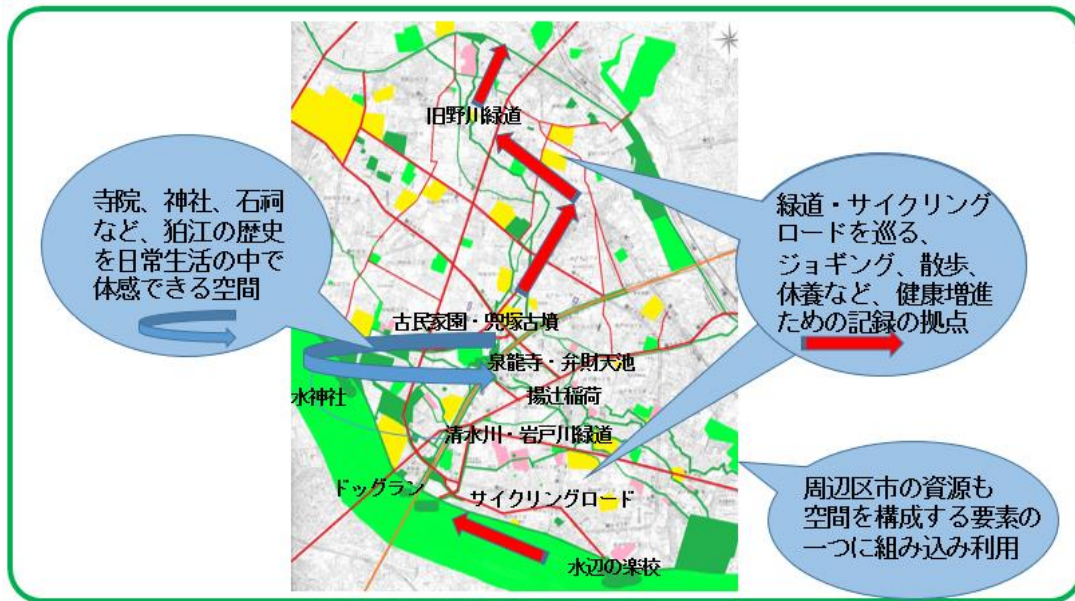 旧野川緑道
寺院、神社、石祠
など、狛江の歴史
を日常生活の中で
体感できる空間
緑道・サイクリング
ロードを巡る、
ジョギング、散歩、
休養など、健康増進
ための記録の拠点
古民家園・兜塚古墳
泉龍寺・弁財天池
水神社
揚辻稲荷
清水川・岩戸川緑道
ドッグラン
サイクリングロード
水辺の楽校
周辺区市の資源も
空間を構成する要素の
一つに組み込み利用